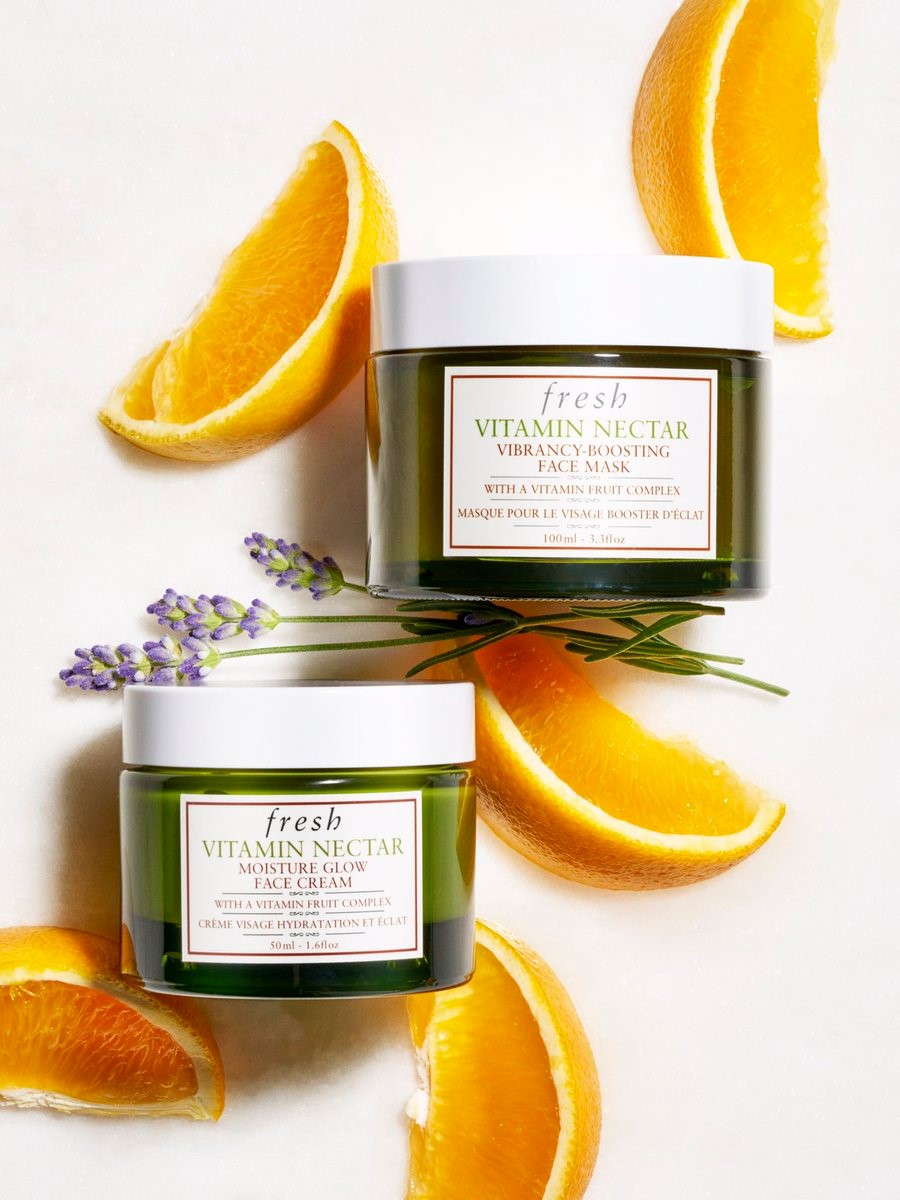 fresh
VITAMIN NECTAR
VIBRANCY-BOOSTING
FACE MASK
WITH A VITAMIN FRUIT COMPLEX
MASQUE POUR LE VISAGE BOOSTER D'ÉCLAT
100ml - 3.3floz
fresh
VITAMIN NECTAR
MOISTURE GLOW
FACE CREAM
WITH A VITAMIN FRUIT COMPLEX
CRÈME VISAGE HYDRATATION ET ÉCLAT
50ml - 1.6floz